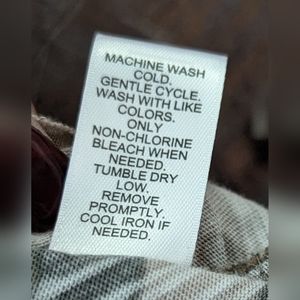 MACHINE WASH
COLD.
GENTLE CYCLE.
WASH WITH LIKE
COLORS.
ONLY
NON-CHLORINE
BLEACH WHEN
NEEDED.
TUMBLE DRY
LOW.
REMOVE
PROMPTLY.
COOL IRON IF
NEEDED.